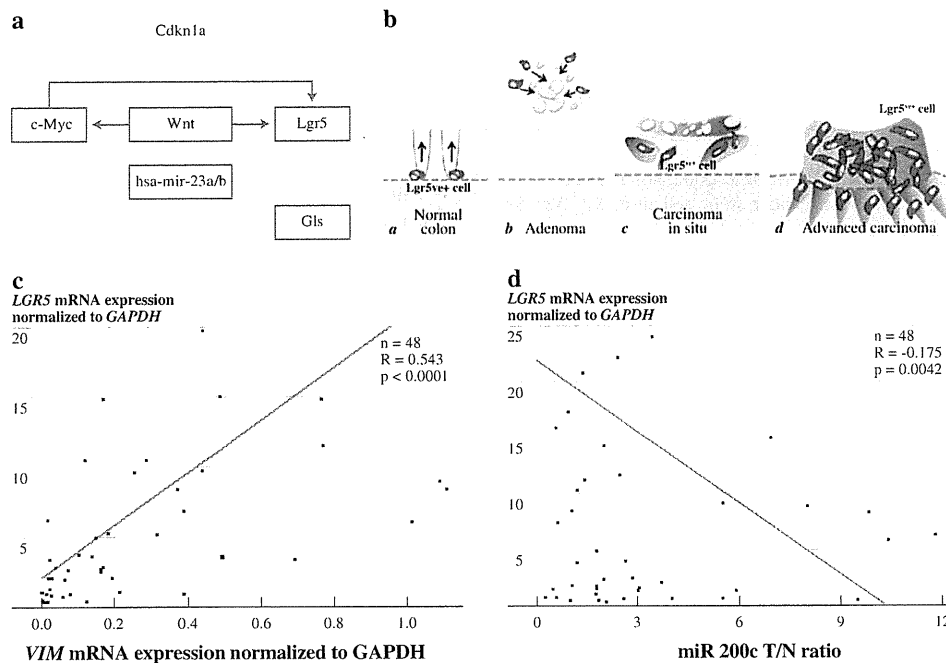 a
Cdkn1a
c-Myc
Wnt
Lgr5
hsa-mir-23a/b
Gls
b
Lgr5ve+ cell
a
Normal
colon
b
Adenoma
cell
c
Carcinoma
in situ
cell
d
Advanced carcinoma
c
LGR5 mRNA expression
normalized to GAPDH
n = 48
R = 0.543
p < 0.0001
20
15
10
5
0.0 0.2 0.4 0.6 0.8 1.0
VIM mRNA expression normalized to GAPDH
d
LGR5 mRNA expression
normalized to GAPDH
n = 48
R = -0.175
p = 0.0042
25
20
15
10
5
0 3 6 9 12
miR 200c T/N ratio